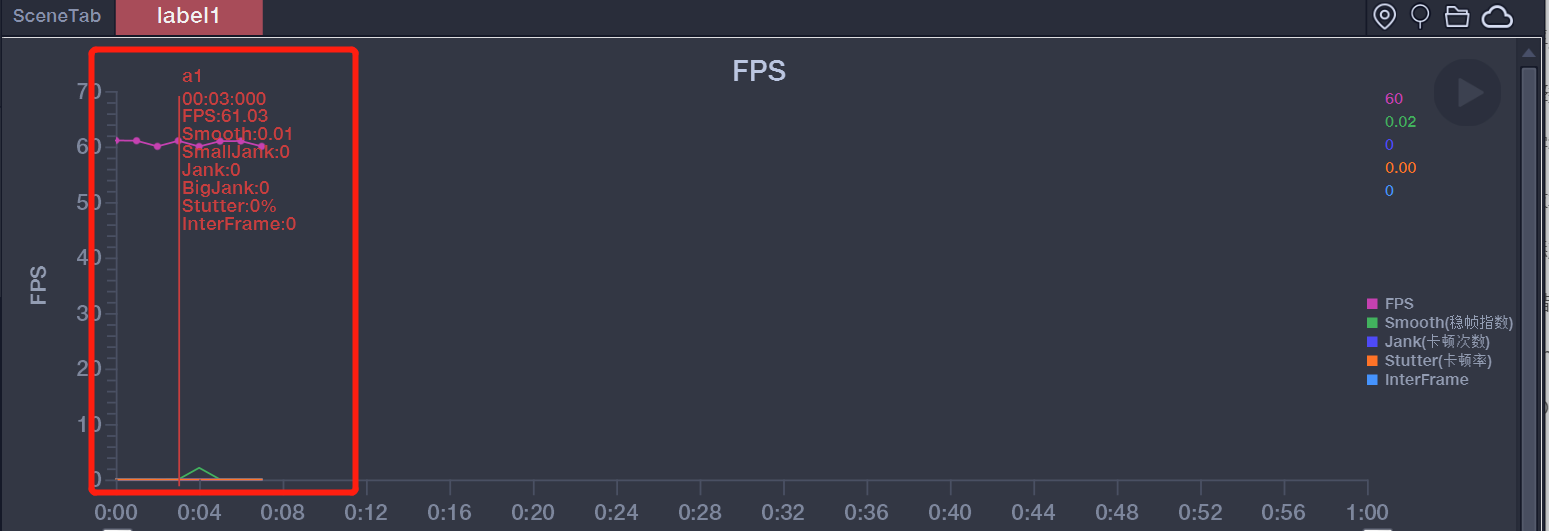 SceneTab label1
FPS
a1
00:03:000
FPS:61.03
Smooth:0.01
SmallJank:0
Jank:0
BigJank:0
Stutter:0%
InterFrame:0
70
60
50
40
30
20
10
0
FPS
60
0.02
0
0.00
0
FPS
Smooth(稳帧指数)
Jank(卡顿次数)
Stutter(卡顿率)
InterFrame
0:00 0:04 0:08 0:12 0:16 0:20 0:24 0:28 0:32 0:36 0:40 0:44 0:48 0:52 0:56 1:00